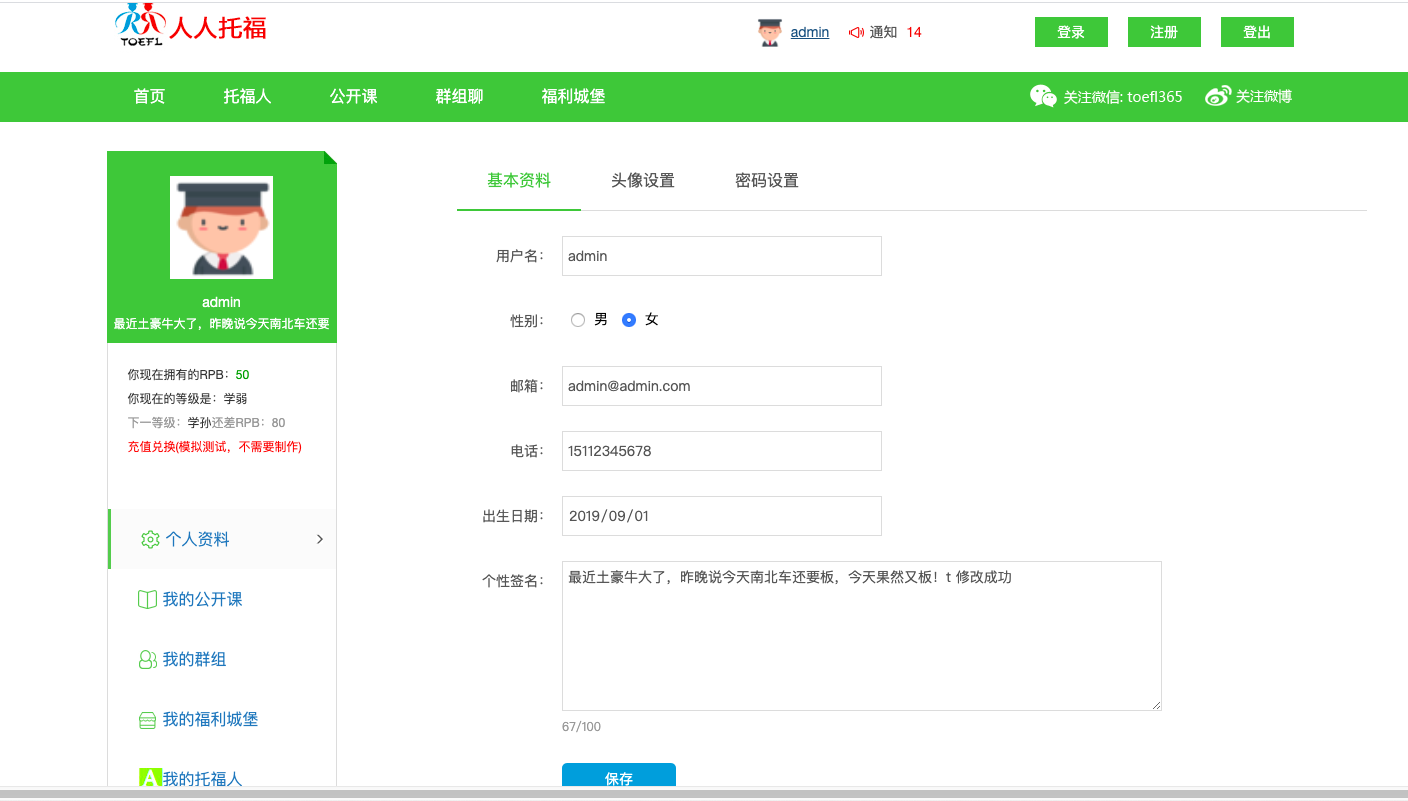 TOEFL 人人托福
admin 通知 14
登录 注册 登出
首页 托福人 公开课 群组聊 福利城堡
关注微信: toefl365 关注微博
admin
最近土豪牛大了，昨晚说今天南北车还要
你现在拥有的RPB：50
你现在的等级是：学弱
下一等级：学孙还差RPB：80
充值兑换(模拟测试，不需要制作)
个人资料
我的公开课
我的群组
我的福利城堡
A 我的托福人
基本资料 头像设置 密码设置
用户名： admin
性别： 男 女
邮箱： admin@admin.com
电话： 15112345678
出生日期： 2019/09/01
个性签名： 最近土豪牛大了，昨晚说今天南北车还要板，今天果然又板！t 修改成功
67/100
保存